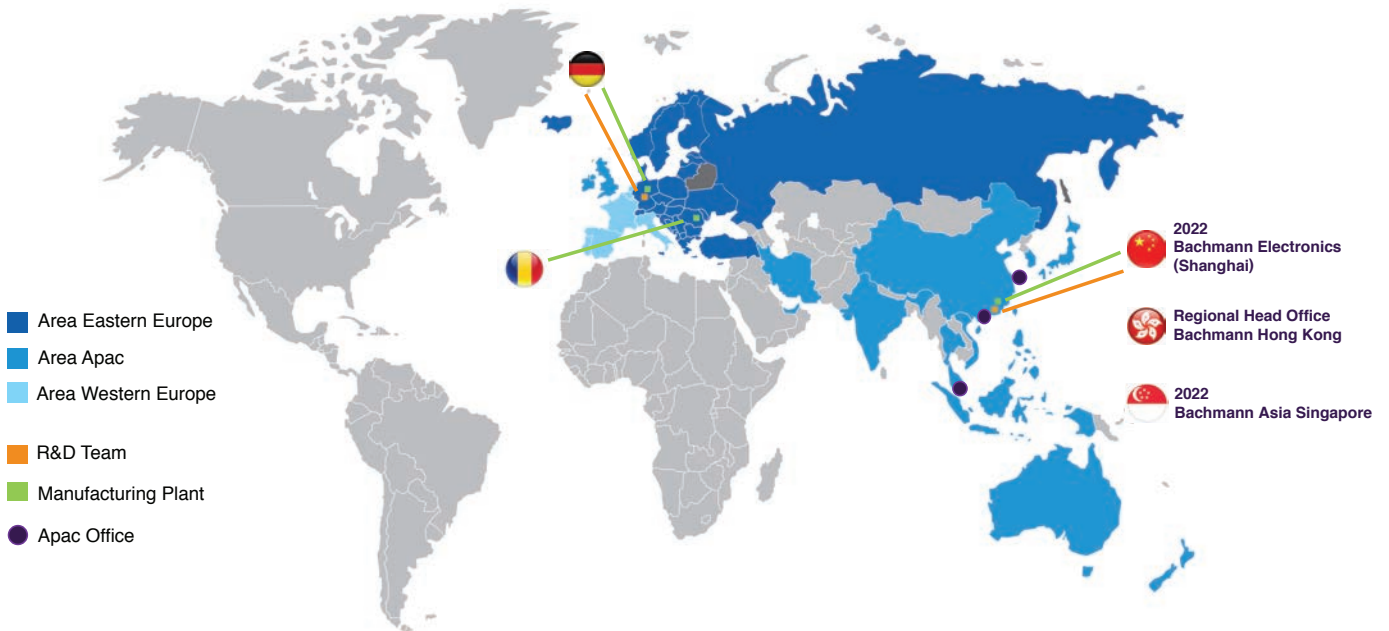 Area Eastern Europe
Area Apac
Area Western Europe
R&D Team
Manufacturing Plant
Apac Office
2022
Bachmann Electronics
(Shanghai)
Regional Head Office
Bachmann Hong Kong
2022
Bachmann Asia Singapore